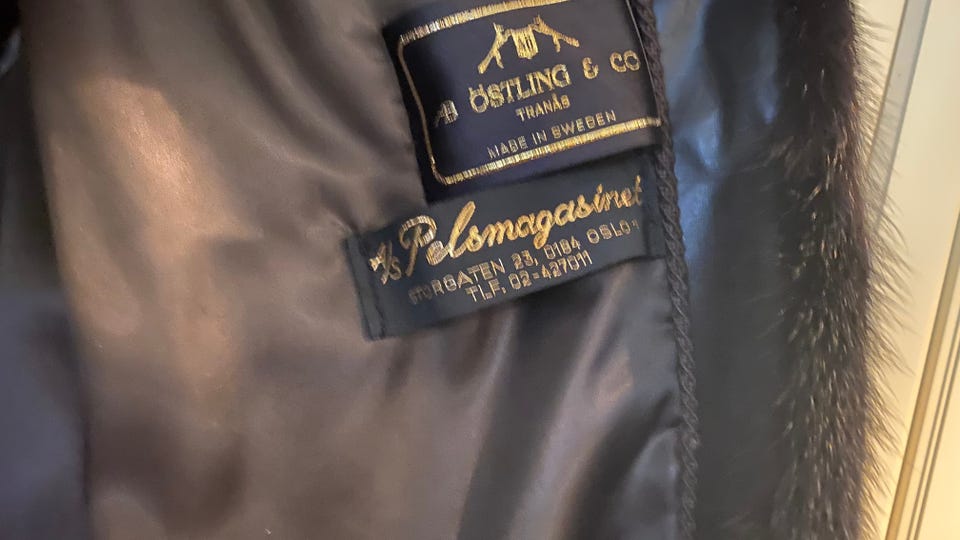 AB ÖSTLING & CO
TRANÅS
MADE IN SWEDEN
A/S Pelsmagasinet
STORGATEN 23, 0184 OSLO 1
TLF. 02-427011